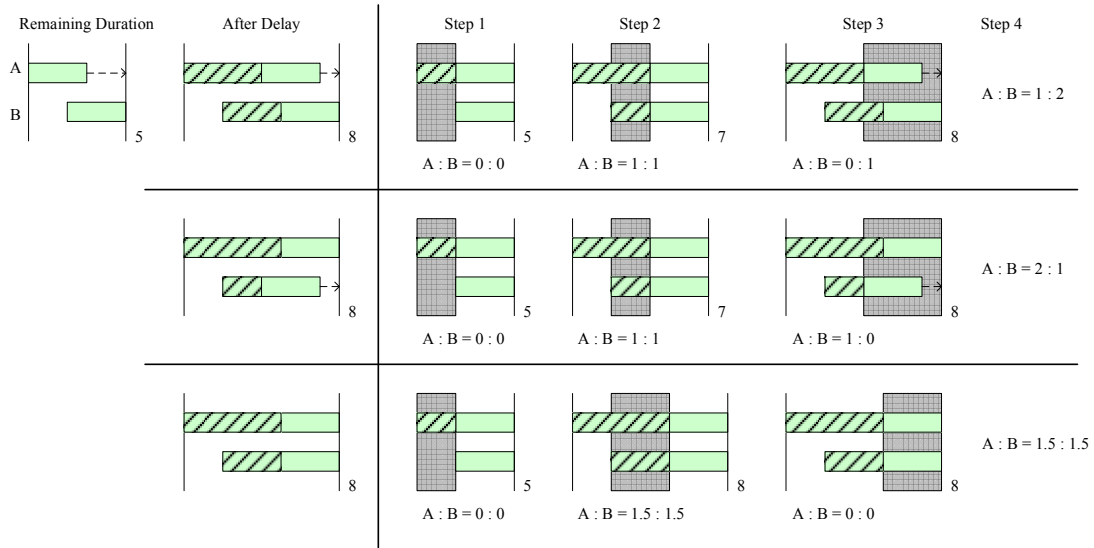 Remaining Duration After Delay Step 1 Step 2 Step 3 Step 4
A
B
5 8 5 7 8
A : B = 1 : 2
A : B = 0 : 0 A : B = 1 : 1 A : B = 0 : 1
8 5 7 8
A : B = 2 : 1
A : B = 0 : 0 A : B = 1 : 1 A : B = 1 : 0
8 5 8 8
A : B = 1.5 : 1.5
A : B = 0 : 0 A : B = 1.5 : 1.5 A : B = 0 : 0